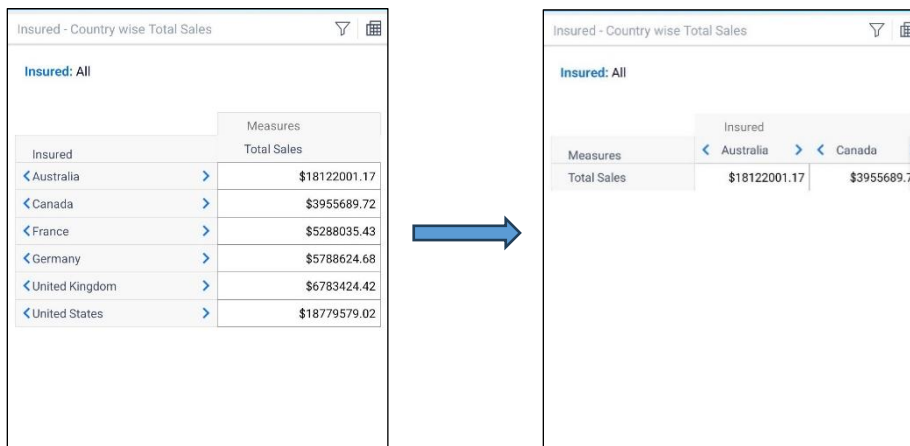 Insured - Country wise Total Sales
Insured: All
Measures
Insured Total Sales
Australia $18122001.17
Canada $3955689.72
France $5288035.43
Germany $5788624.68
United Kingdom $6783424.42
United States $18779579.02
Insured - Country wise Total Sales
Insured: All
Insured
Measures Australia Canada
Total Sales $18122001.17 $3955689.7